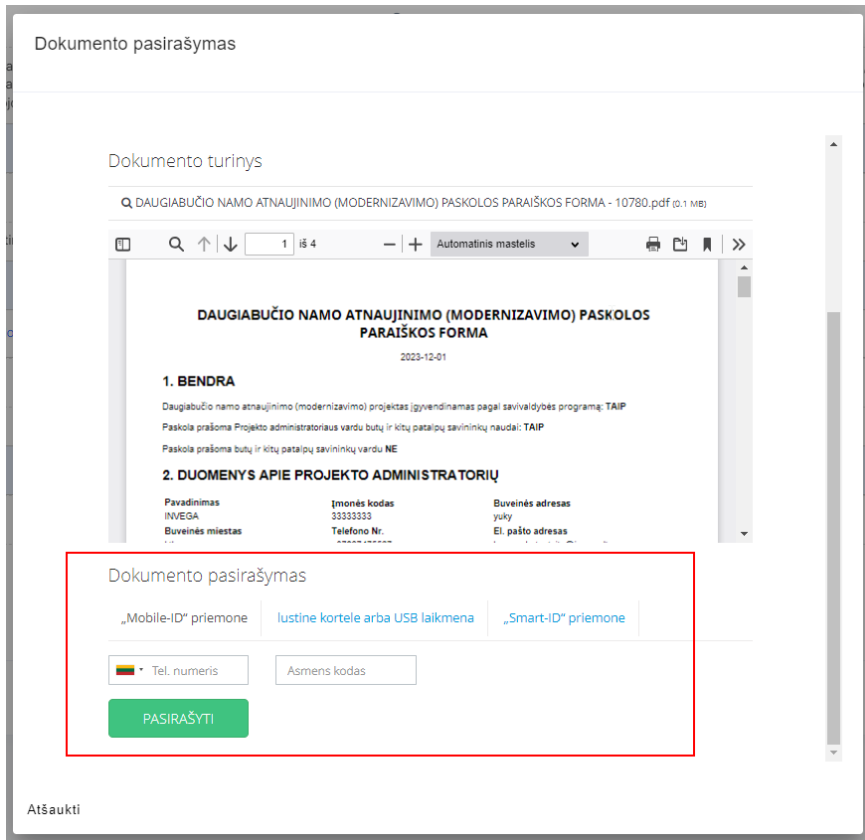 Dokumento pasirašymas
Dokumento turinys
DAUGIABUČIO NAMO ATNAUJINIMO (MODERNIZAVIMO) PASKOLOS PARAIŠKOS FORMA - 10780.pdf (0.1 MB)
1 iš 4 Automatinis mastelis
DAUGIABUČIO NAMO ATNAUJINIMO (MODERNIZAVIMO) PASKOLOS
PARAIŠKOS FORMA
2023-12-01
1. BENDRA
Daugiabučio namo atnaujinimo (modernizavimo) projektas įgyvendinamas pagal savivaldybės programą: TAIP
Paskola prašoma Projekto administratoriaus vardu butų ir kitų patalpų savininkų naudai: TAIP
Paskola prašoma butų ir kitų patalpų savininkų vardu NE
2. DUOMENYS APIE PROJEKTO ADMINISTRATORIŲ
Pavadinimas Įmonės kodas Buveinės adresas
INVEGA 33333333 yuky
Buveinės miestas Telefono Nr. El. pašto adresas
Dokumento pasirašymas
„Mobile-ID“ priemone lustine kortele arba USB laikmena „Smart-ID“ priemone
Tel. numeris Asmens kodas
PASIRAŠYTI
Atšaukti